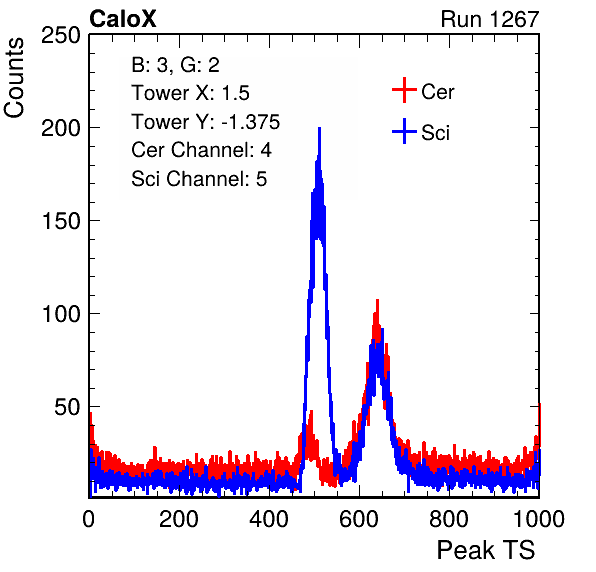 CaloX
Run 1267
Counts
250
200
150
100
50
B: 3, G: 2
Tower X: 1.5
Tower Y: -1.375
Cer Channel: 4
Sci Channel: 5
Cer
Sci
0
200
400
600
800
1000
Peak TS